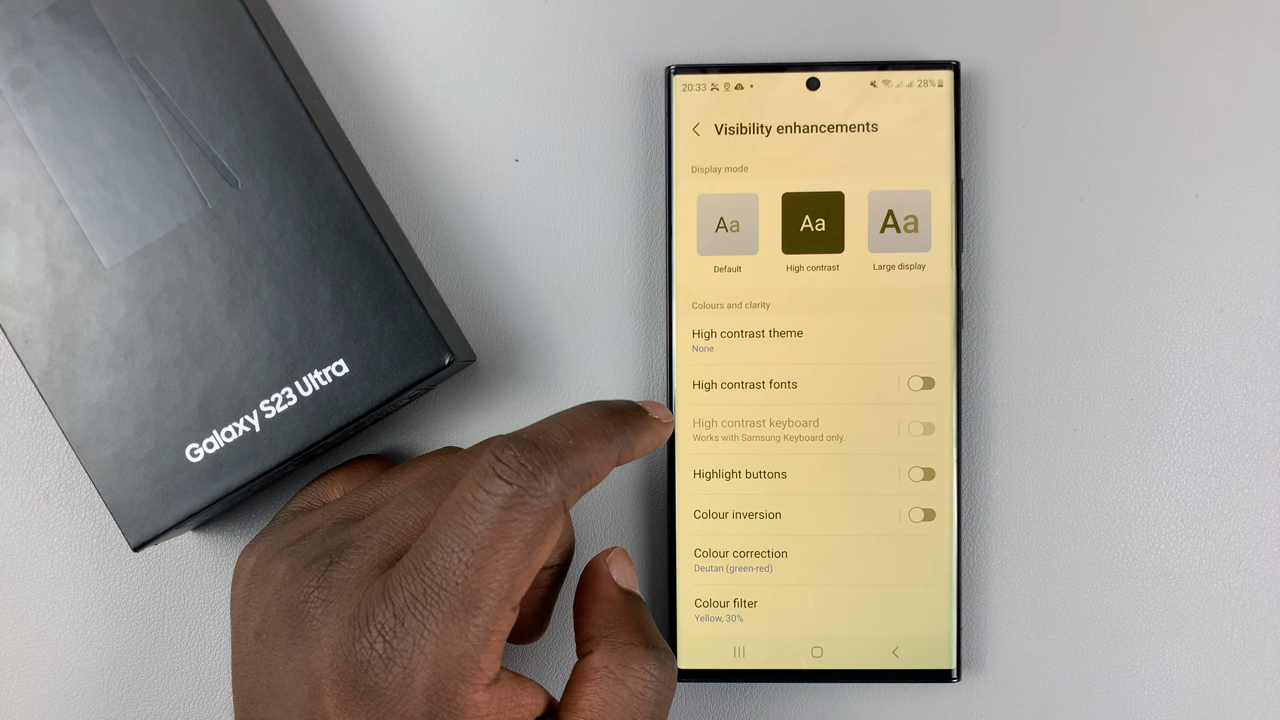 Galaxy S23 Ultra
20:33
28%
Visibility enhancements
Display mode
Aa
Aa
Aa
Default
High contrast
Large display
Colours and clarity
High contrast theme
None
High contrast fonts
High contrast keyboard
Works with Samsung Keyboard only.
Highlight buttons
Colour inversion
Colour correction
Deutan (green-red)
Colour filter
Yellow, 30%